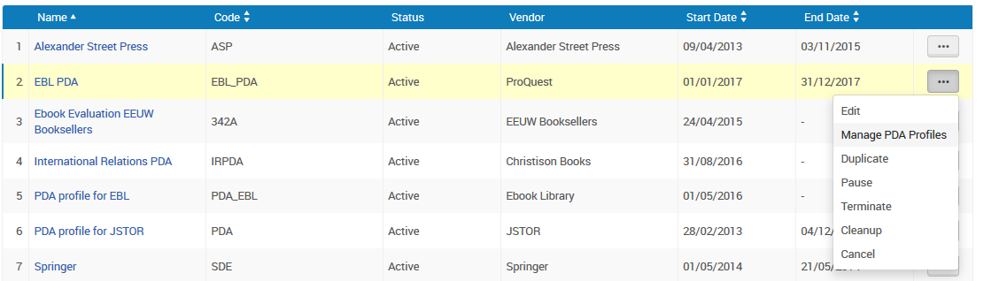 Name Code Status Vendor Start Date End Date
1 Alexander Street Press ASP Active Alexander Street Press 09/04/2013 03/11/2015
2 EBL PDA EBL_PDA Active ProQuest 01/01/2017 31/12/2017
3 Ebook Evaluation EEUW Booksellers 342A Active EEUW Booksellers 24/04/2015 -
4 International Relations PDA IRPDA Active Christison Books 31/08/2016 -
5 PDA profile for EBL PDA_EBL Active Ebook Library 01/05/2016 -
6 PDA profile for JSTOR PDA Active JSTOR 28/02/2013 04/12/
7 Springer SDE Active Springer 01/05/2014 21/05/
Edit
Manage PDA Profiles
Duplicate
Pause
Terminate
Cleanup
Cancel